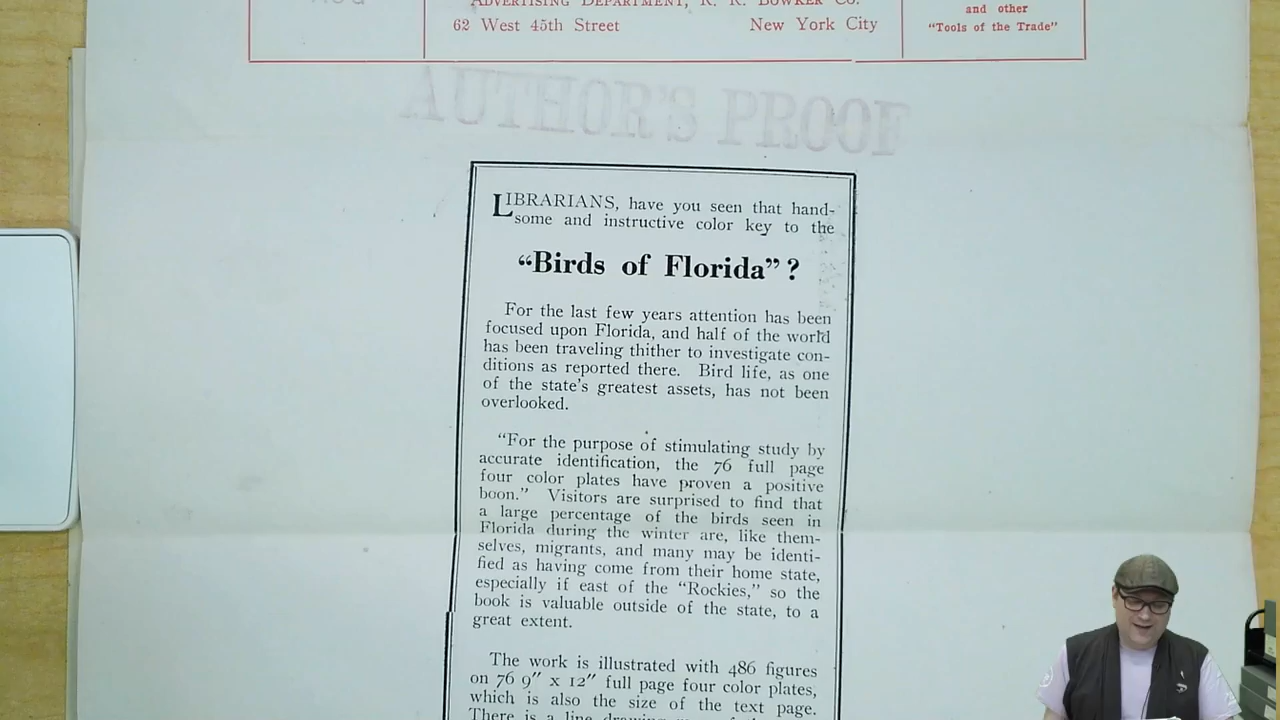 ADVERTISING DEPARTMENT, R. R. BOWKER CO.
62 West 45th Street New York City
and other
"Tools of the Trade"
AUTHOR'S PROOF
LIBRARIANS, have you seen that hand-
some and instructive color key to the
“Birds of Florida” ?
For the last few years attention has been
focused upon Florida, and half of the world
has been traveling thither to investigate con-
ditions as reported there. Bird life, as one
of the state's greatest assets, has not been
overlooked.
“For the purpose of stimulating study by
accurate identification, the 76 full page
four color plates have proven a positive
boon.” Visitors are surprised to find that
a large percentage of the birds seen in
Florida during the winter are, like them-
selves, migrants, and many may be identi-
fied as having come from their home state,
especially if east of the “Rockies,” so the
book is valuable outside of the state, to a
great extent.
The work is illustrated with 486 figures
on 76 9″ x 12″ full page four color plates,
which is also the size of the text page.
There is a line drawing